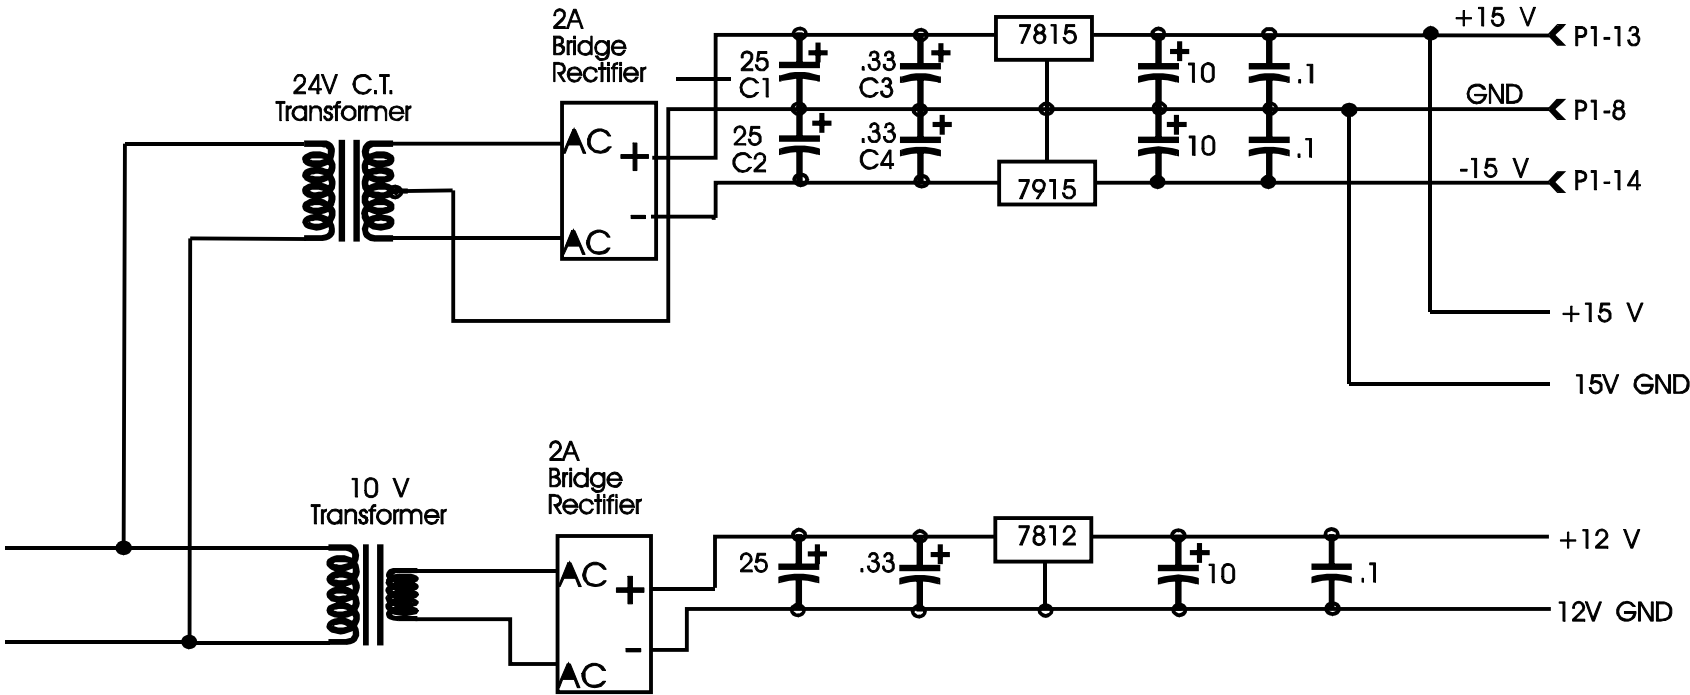 24V C.T.
Transformer
2A
Bridge
Rectifier
AC
+
-
AC
25
C1
+
.33
C3
+
7815
+
10
.1
+15 V
P1-13
GND
P1-8
25
C2
+
.33
C4
+
7915
+
10
.1
-15 V
P1-14
+15 V
15V GND
10 V
Transformer
2A
Bridge
Rectifier
AC
+
-
AC
25
+
.33
+
7812
+
10
.1
+12 V
12V GND